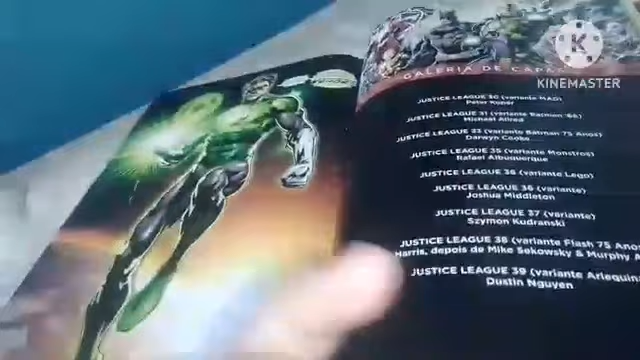 KINEMASTER
GALERIA DE CAPAS
JUSTICE LEAGUE 30 (variante MAD)
Peter Kuper
JUSTICE LEAGUE 31 (variante Batman '66)
Michael Allred
JUSTICE LEAGUE 33 (variante Batman 75 Anos)
Darwyn Cooke
JUSTICE LEAGUE 35 (variante Monstros)
Rafael Albuquerque
JUSTICE LEAGUE 36 (variante Lego)
JUSTICE LEAGUE 36 (variante)
Joshua Middleton
JUSTICE LEAGUE 37 (variante)
Szymon Kudranski
JUSTICE LEAGUE 38 (variante Flash 75 Anos
Harris, depois de Mike Sekowsky & Murphy A
JUSTICE LEAGUE 39 (variante Arlequina
Dustin Nguyen